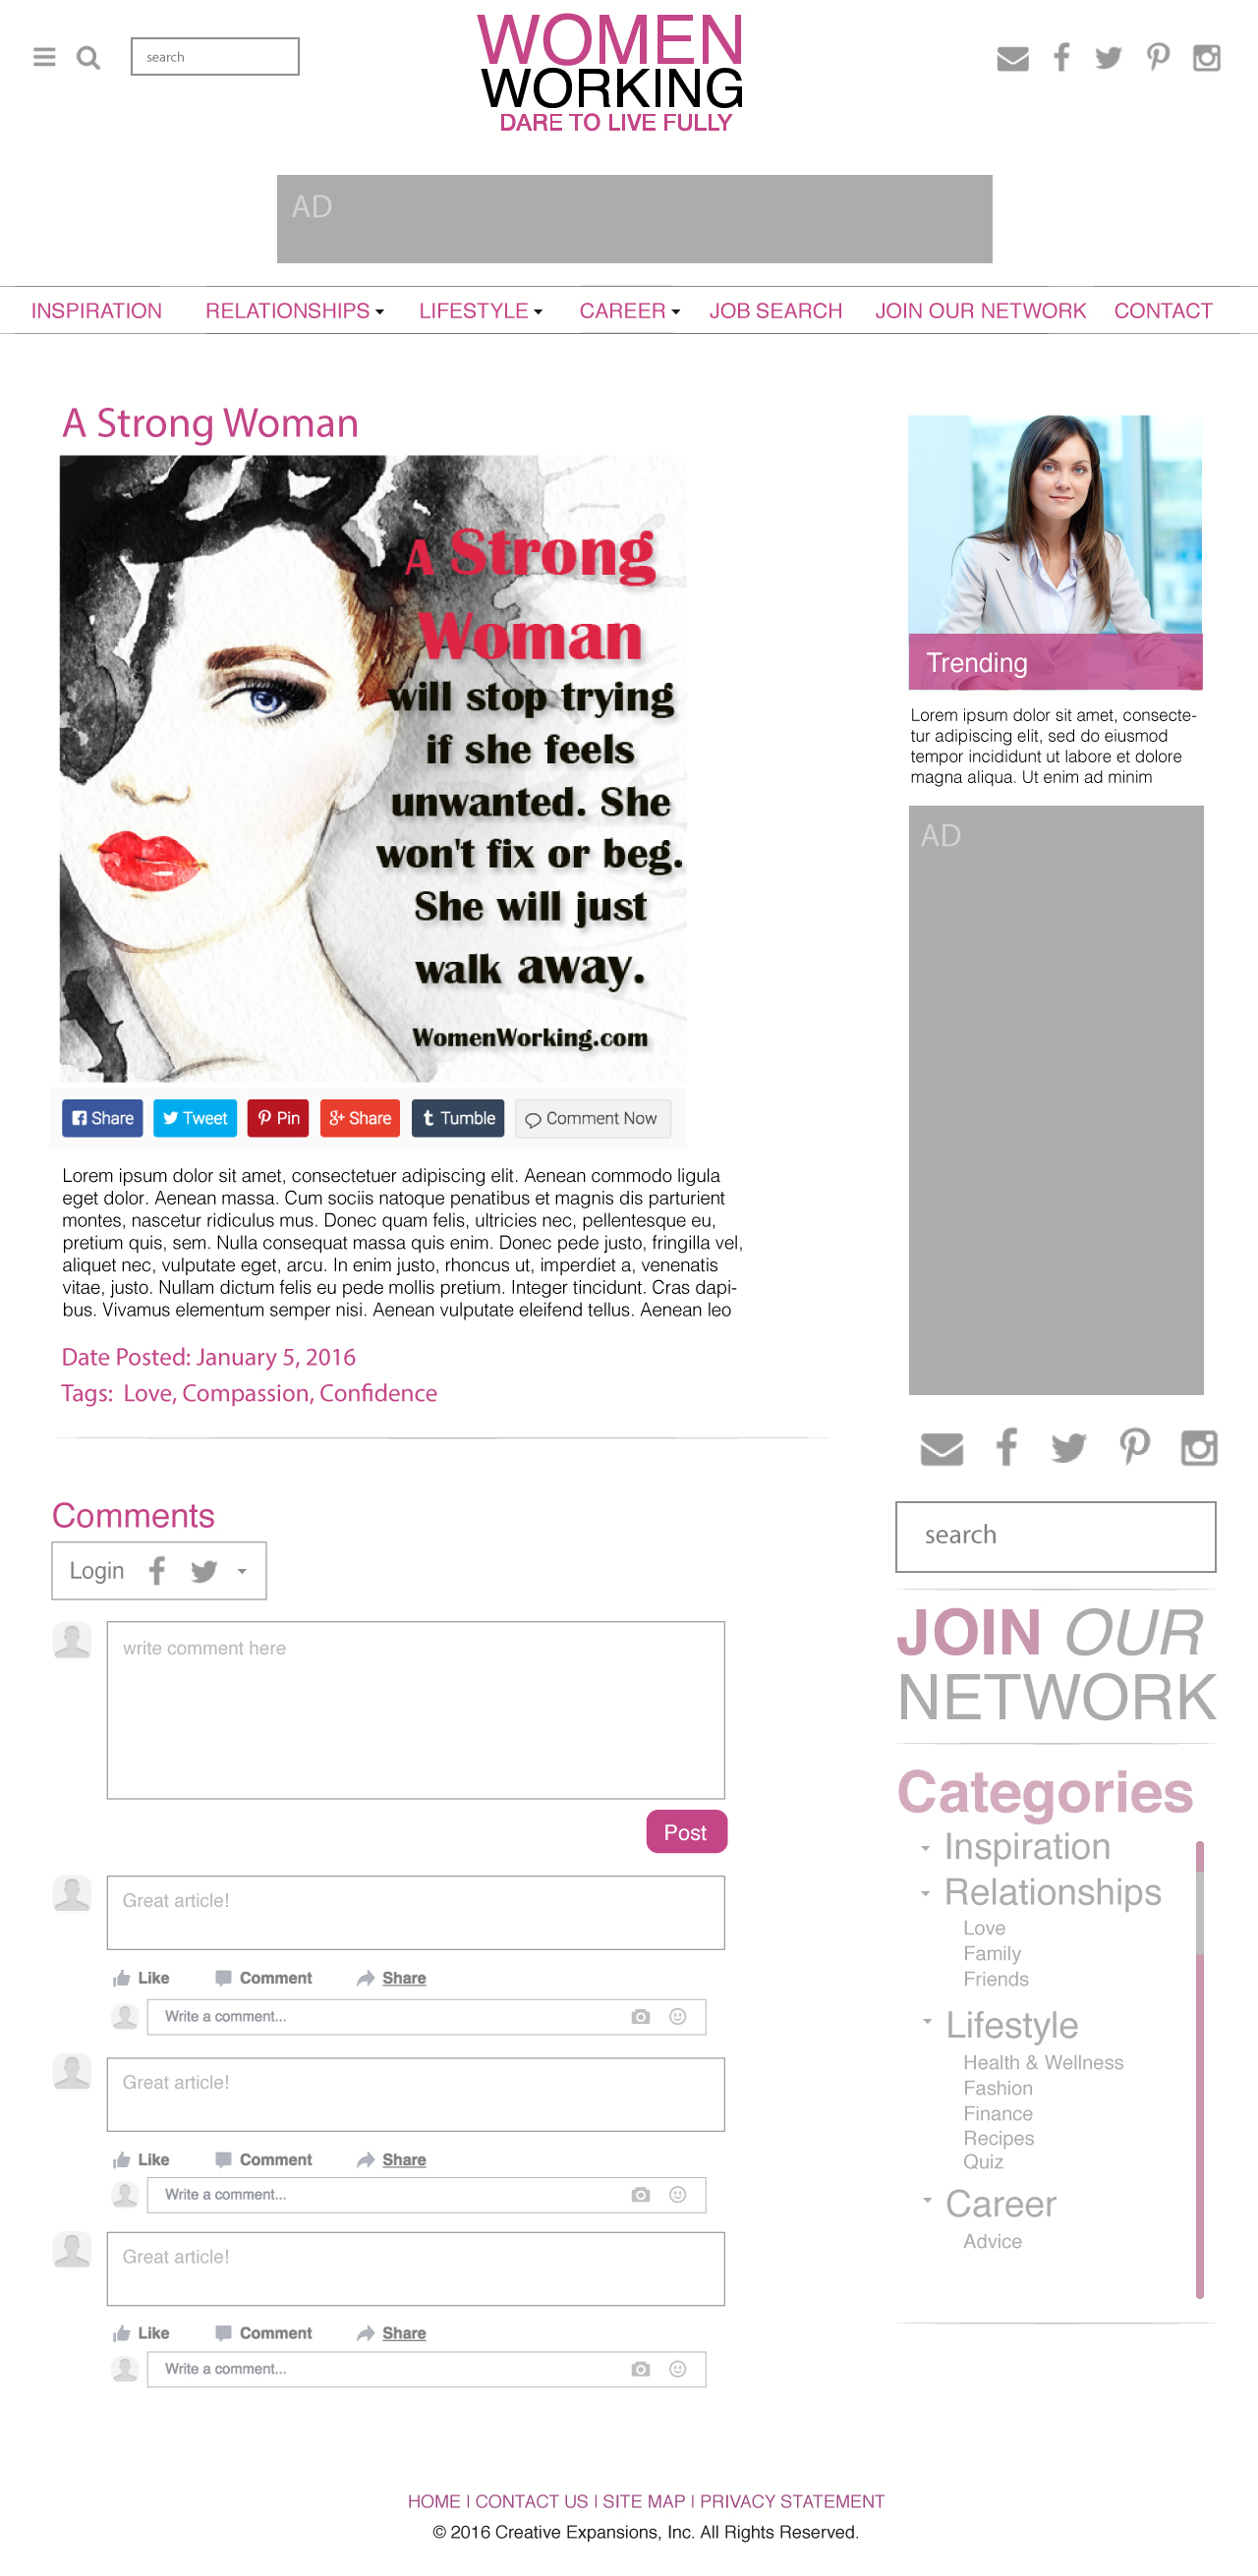 search
WOMEN
WORKING
DARE TO LIVE FULLY
AD
INSPIRATION RELATIONSHIPS LIFESTYLE CAREER JOB SEARCH JOIN OUR NETWORK CONTACT
A Strong Woman
A Strong
Woman
will stop trying
if she feels
unwanted. She
won't fix or beg.
She will just
walk away.
WomenWorking.com
Share Tweet Pin Share Tumble Comment Now
Lorem ipsum dolor sit amet, consectetuer adipiscing elit. Aenean commodo ligula
eget dolor. Aenean massa. Cum sociis natoque penatibus et magnis dis parturient
montes, nascetur ridiculus mus. Donec quam felis, ultricies nec, pellentesque eu,
pretium quis, sem. Nulla consequat massa quis enim. Donec pede justo, fringilla vel,
aliquet nec, vulputate eget, arcu. In enim justo, rhoncus ut, imperdiet a, venenatis
vitae, justo. Nullam dictum felis eu pede mollis pretium. Integer tincidunt. Cras dapi-
bus. Vivamus elementum semper nisi. Aenean vulputate eleifend tellus. Aenean leo
Date Posted: January 5, 2016
Tags: Love, Compassion, Confidence
Comments
Login
write comment here
Post
Great article!
Like Comment Share
Write a comment...
Great article!
Like Comment Share
Write a comment...
Great article!
Like Comment Share
Write a comment...
Trending
Lorem ipsum dolor sit amet, consecte-
tur adipiscing elit, sed do eiusmod
tempor incididunt ut labore et dolore
magna aliqua. Ut enim ad minim
AD
search
JOIN OUR
NETWORK
Categories
Inspiration
Relationships
Love
Family
Friends
Lifestyle
Health & Wellness
Fashion
Finance
Recipes
Quiz
Career
Advice
HOME | CONTACT US | SITE MAP | PRIVACY STATEMENT
© 2016 Creative Expansions, Inc. All Rights Reserved.